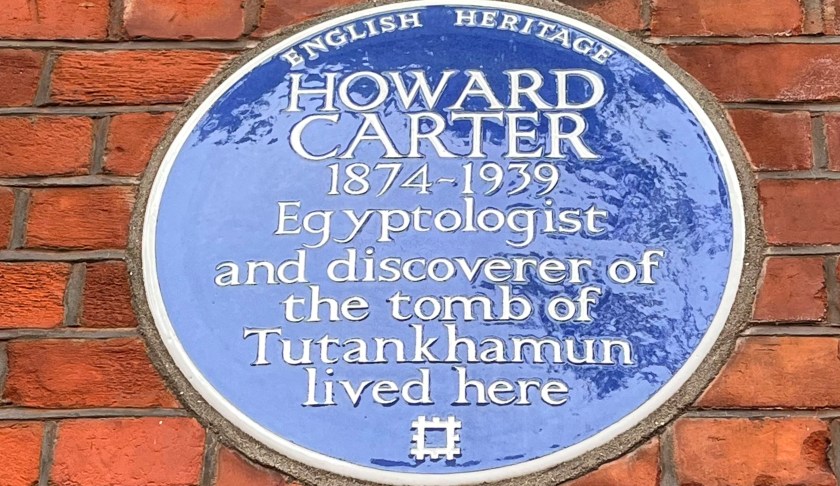 ENGLISH HERITAGE
HOWARD
CARTER
1874-1939
Egyptologist
and discoverer of
the tomb of
Tutankhamun
lived here